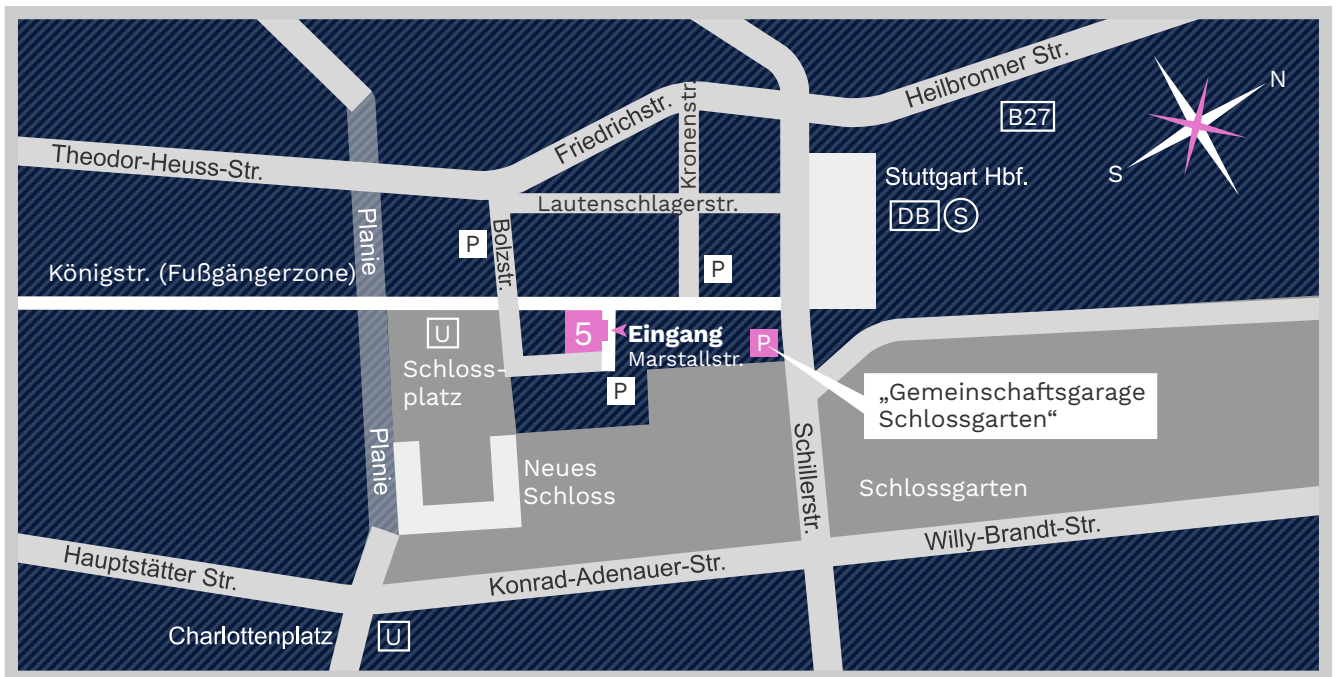 Heilbronner Str.
N
B27
Friedrichstr.
Kronenstr.
Theodor-Heuss-Str.
S
Stuttgart Hbf.
DB S
Lautenschlagerstr.
Planie
Bolzstr.
P
P
Königstr. (Fußgängerzone)
U
5
Eingang
Marstallstr.
P
Schloss-
platz
P
„Gemeinschaftsgarage
Schlossgarten“
Planie
Neues
Schloss
Schillerstr.
Schlossgarten
Willy-Brandt-Str.
Hauptstätter Str.
Konrad-Adenauer-Str.
Charlottenplatz U